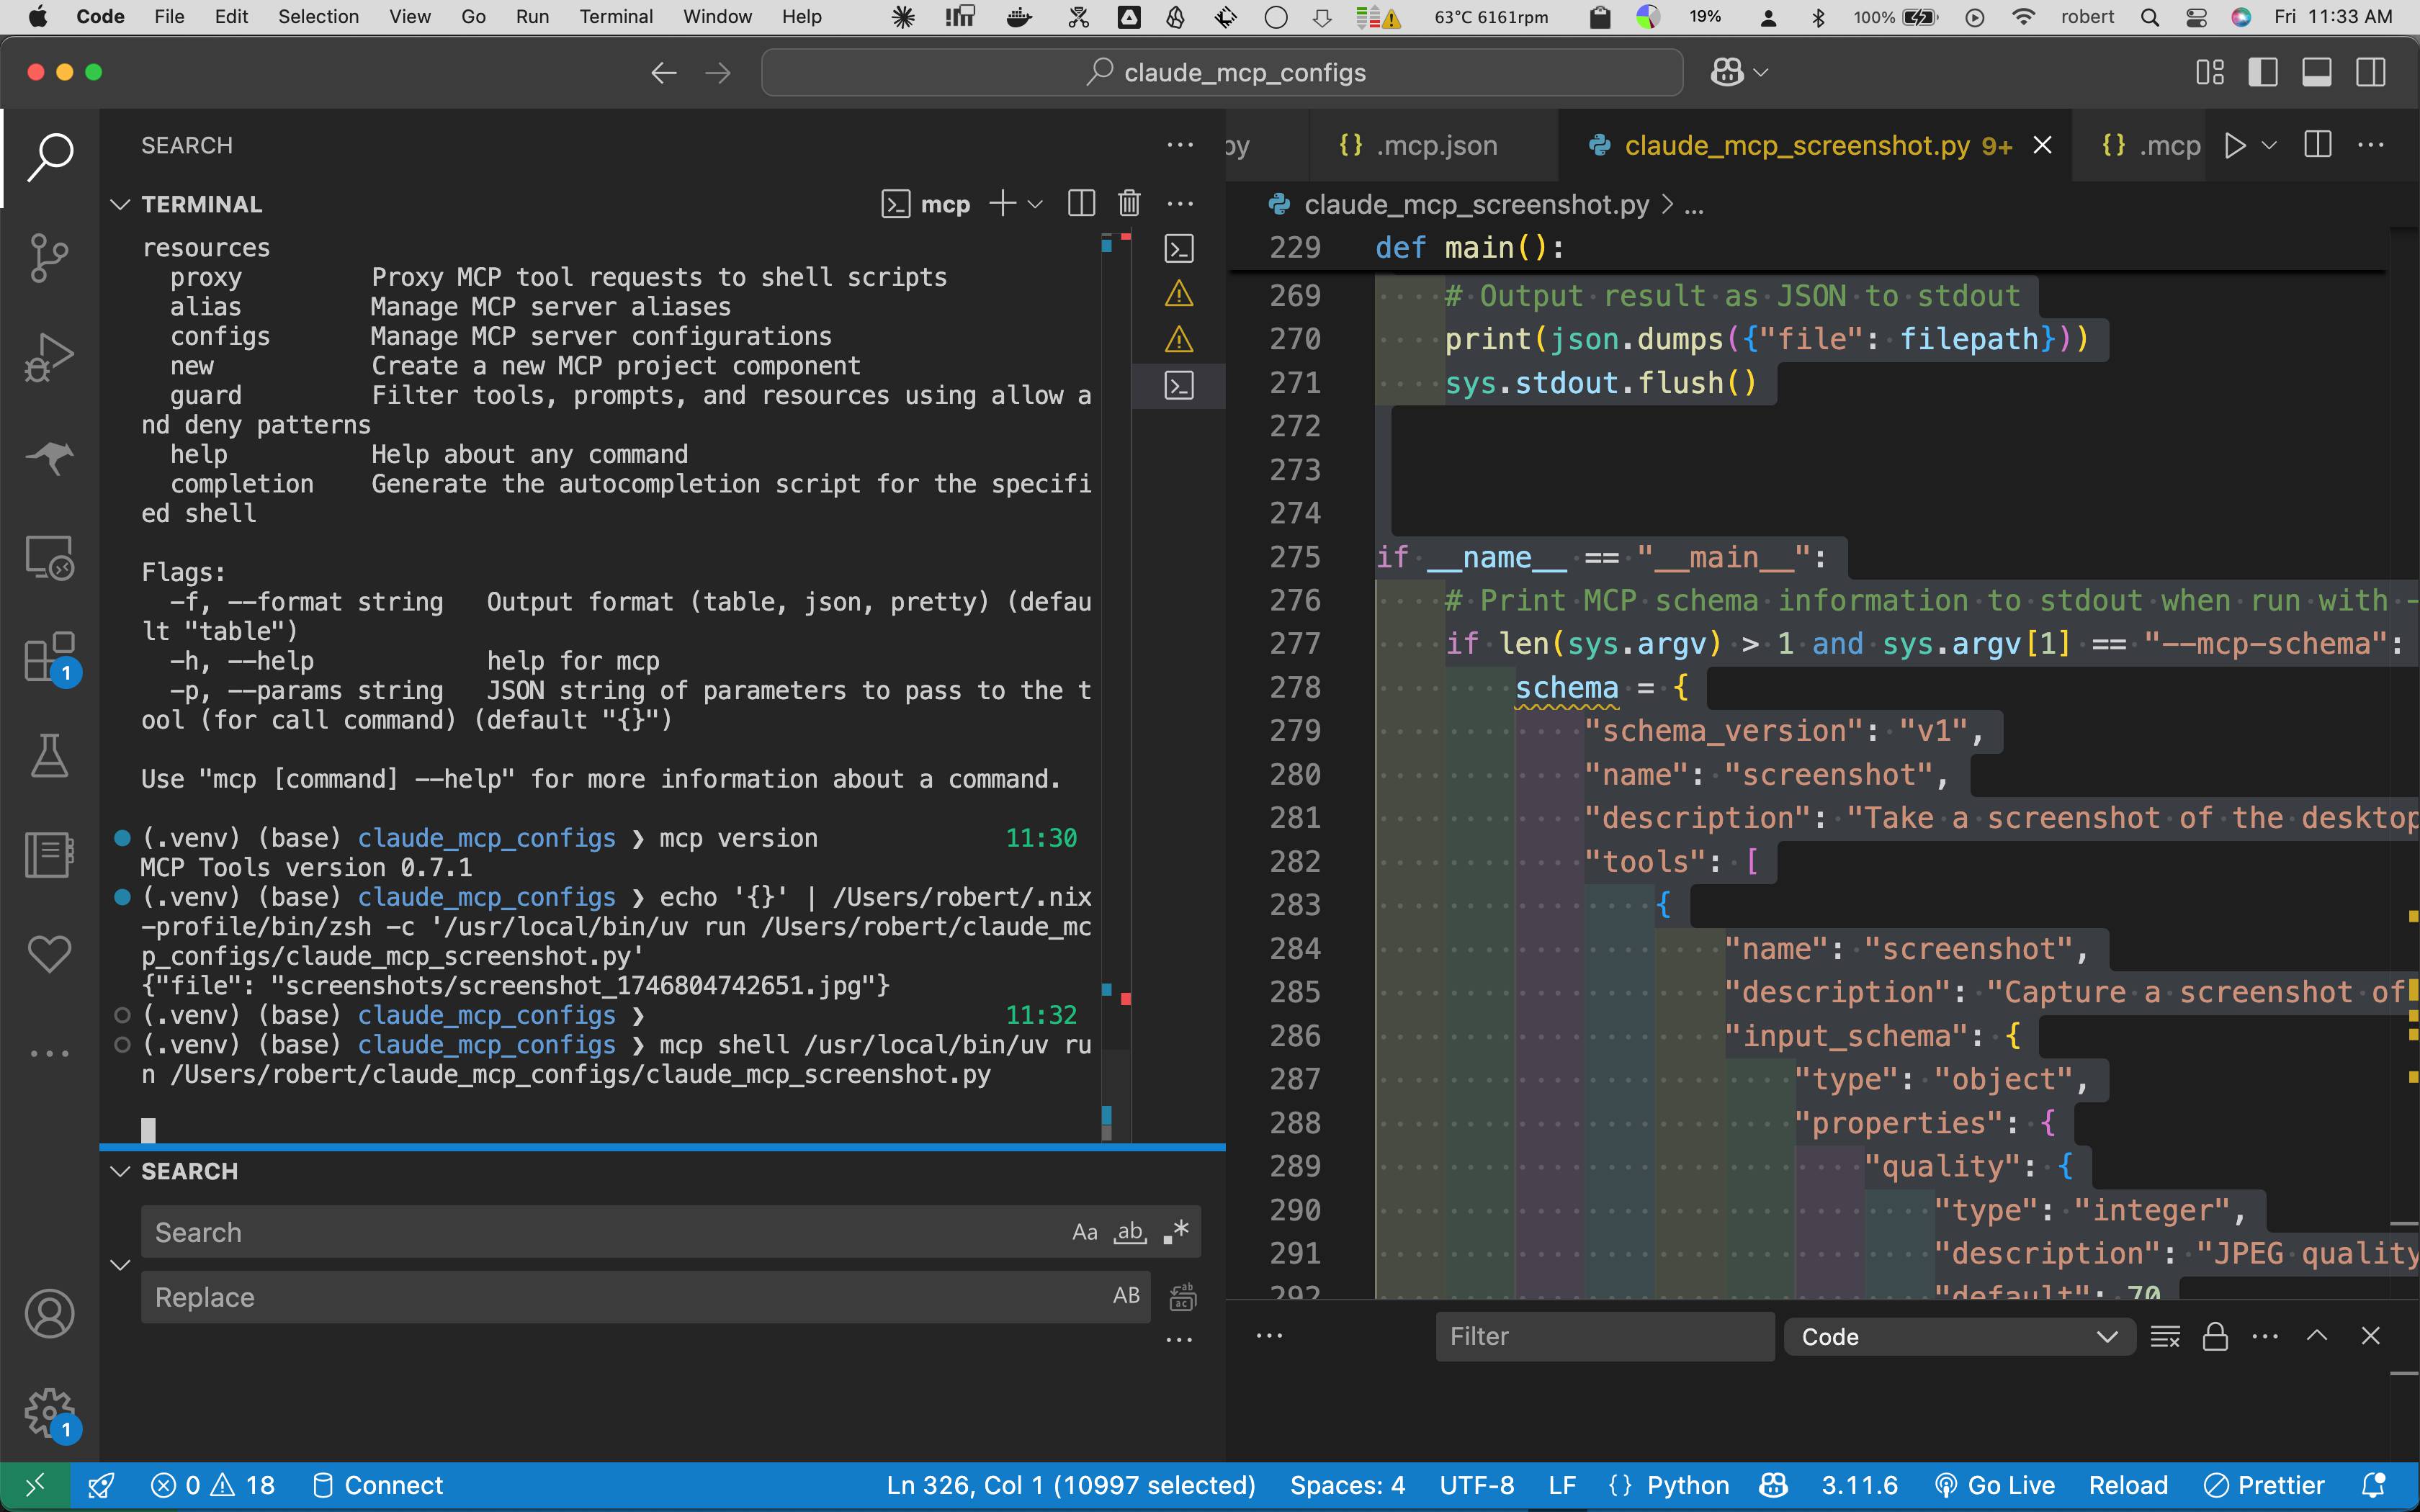 Code File Edit Selection View Go Run Terminal Window Help 63°C 6161rpm 19% 100% robert Fri 11:33 AM
claude_mcp_configs
SEARCH
TERMINAL
mcp
resources
  proxy         Proxy MCP tool requests to shell scripts
  alias         Manage MCP server aliases
  configs       Manage MCP server configurations
  new           Create a new MCP project component
  guard         Filter tools, prompts, and resources using allow a
nd deny patterns
  help          Help about any command
  completion    Generate the autocompletion script for the specifi
ed shell
Flags:
  -f, --format string   Output format (table, json, pretty) (defau
lt "table")
  -h, --help            help for mcp
  -p, --params string   JSON string of parameters to pass to the t
ool (for call command) (default "{}")
Use "mcp [command] --help" for more information about a command.
(.venv) (base) claude_mcp_configs ❯ mcp version 11:30
MCP Tools version 0.7.1
(.venv) (base) claude_mcp_configs ❯ echo '{}' | /Users/robert/.nix
-profile/bin/zsh -c '/usr/local/bin/uv run /Users/robert/claude_mc
p_configs/claude_mcp_screenshot.py'
{"file": "screenshots/screenshot_1746804742651.jpg"}
(.venv) (base) claude_mcp_configs ❯ 11:32
(.venv) (base) claude_mcp_configs ❯ mcp shell /usr/local/bin/uv ru
n /Users/robert/claude_mcp_configs/claude_mcp_screenshot.py
SEARCH
Search
Aa ab .*
Replace
AB
py {} .mcp.json claude_mcp_screenshot.py 9+ {} .mcp
claude_mcp_screenshot.py > ...
229 def main():
269     # Output result as JSON to stdout
270     print(json.dumps({"file": filepath}))
271     sys.stdout.flush()
272
273
274
275 if __name__ == "__main__":
276     # Print MCP schema information to stdout when run with -
277     if len(sys.argv) > 1 and sys.argv[1] == "--mcp-schema":
278         schema = {
279             "schema_version": "v1",
280             "name": "screenshot",
281             "description": "Take a screenshot of the desktop
282             "tools": [
283                 {
284                     "name": "screenshot",
285                     "description": "Capture a screenshot of
286                     "input_schema": {
287                         "type": "object",
288                         "properties": {
289                             "quality": {
290                                 "type": "integer",
291                                 "description": "JPEG quality
292                                 "default": 70
Filter
Code
1
1
0 18 Connect Ln 326, Col 1 (10997 selected) Spaces: 4 UTF-8 LF {} Python 3.11.6 Go Live Reload Prettier